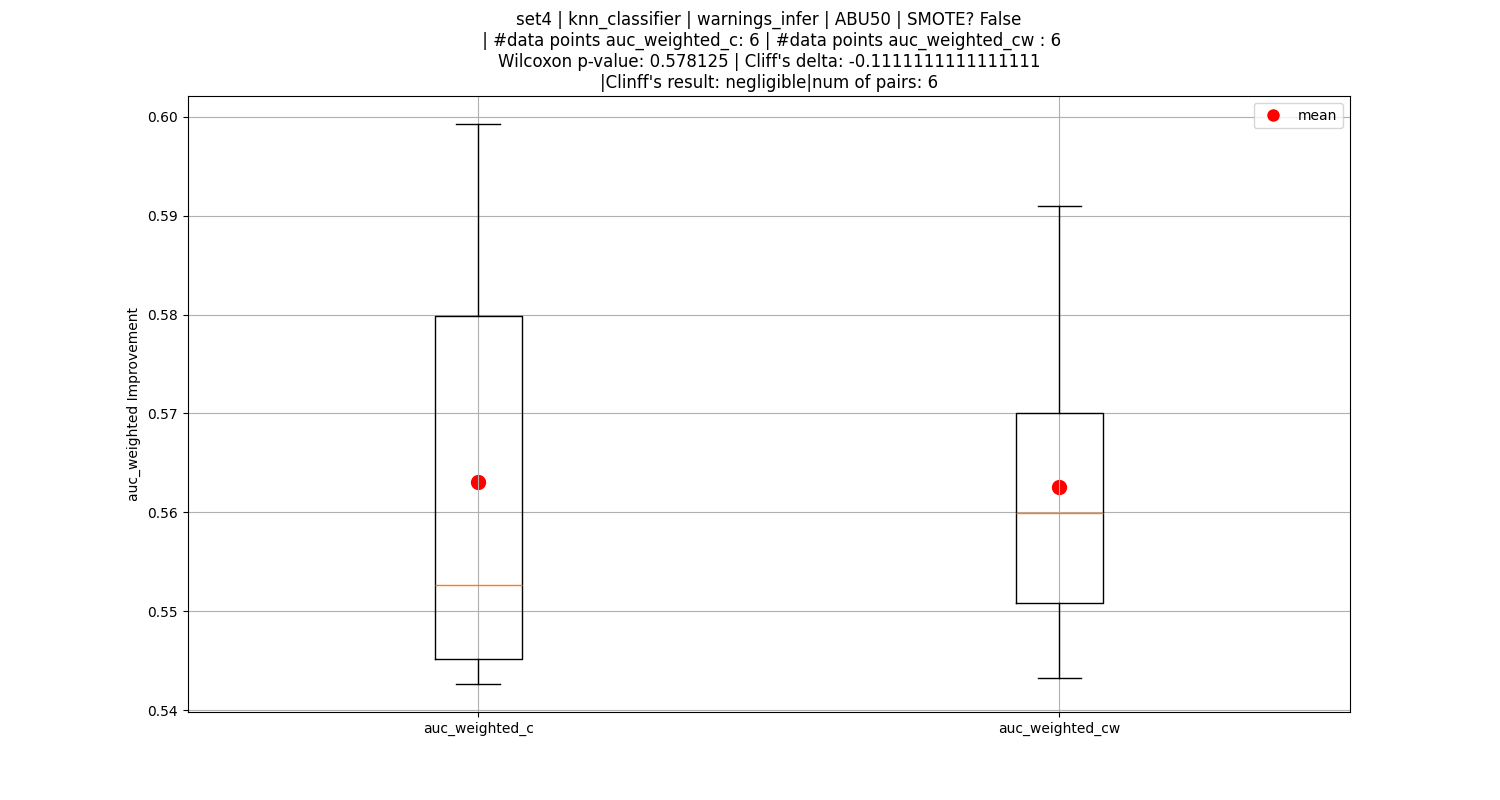 set4 | knn_classifier | warnings_infer | ABU50 | SMOTE? False
| #data points auc_weighted_c: 6 | #data points auc_weighted_cw : 6
Wilcoxon p-value: 0.578125 | Cliff's delta: -0.1111111111111111
|Clinff's result: negligible|num of pairs: 6
mean
0.60
0.59
0.58
0.57
0.56
0.55
0.54
auc_weighted Improvement
auc_weighted_c
auc_weighted_cw